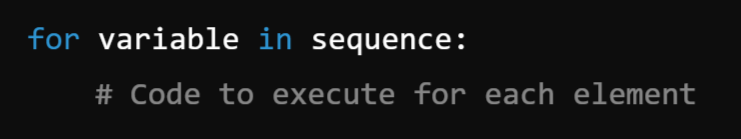 for variable in sequence:
    # Code to execute for each element